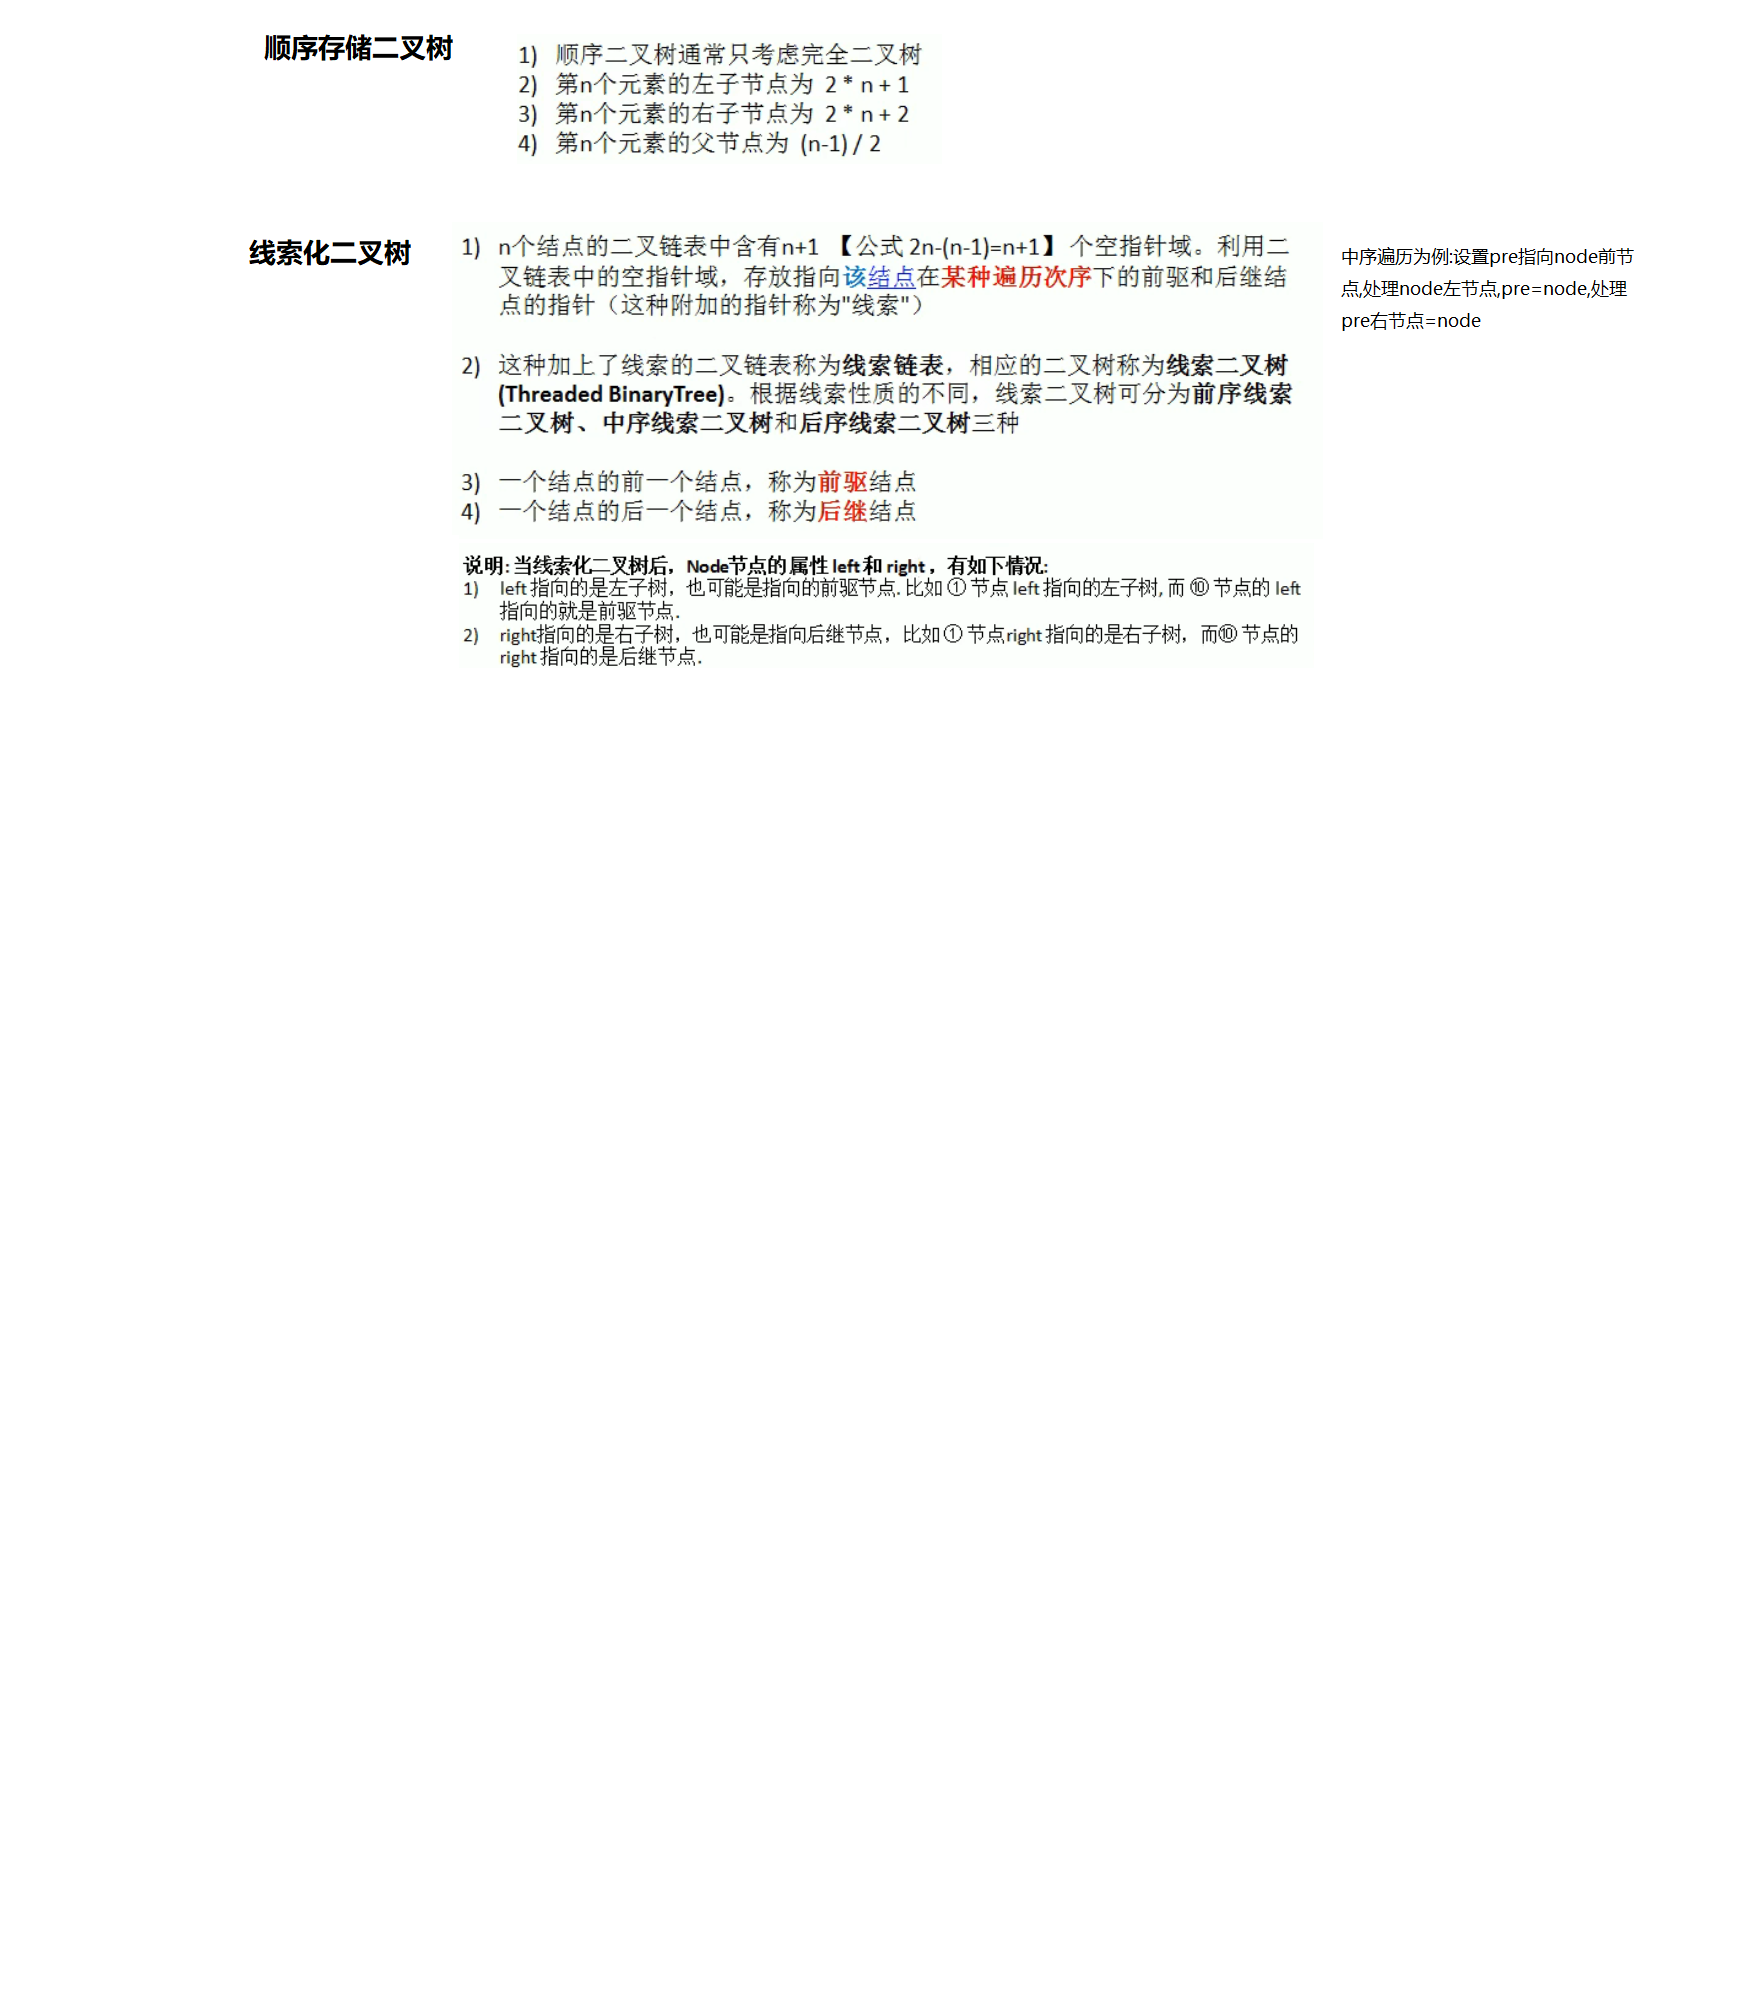 顺序存储二叉树
1) 顺序二叉树通常只考虑完全二叉树
2) 第n个元素的左子节点为 2 * n + 1
3) 第n个元素的右子节点为 2 * n + 2
4) 第n个元素的父节点为 (n-1) / 2
线索化二叉树
1) n个结点的二叉链表中含有n+1 【公式 2n-(n-1)=n+1】 个空指针域。利用二
叉链表中的空指针域，存放指向该结点在某种遍历次序下的前驱和后继结
点的指针（这种附加的指针称为"线索"）
2) 这种加上了线索的二叉链表称为线索链表，相应的二叉树称为线索二叉树
(Threaded BinaryTree)。根据线索性质的不同，线索二叉树可分为前序线索
二叉树、中序线索二叉树和后序线索二叉树三种
3) 一个结点的前一个结点，称为前驱结点
4) 一个结点的后一个结点，称为后继结点
说明: 当线索化二叉树后，Node节点的 属性 left 和 right ，有如下情况:
1) left 指向的是左子树，也可能是指向的前驱节点. 比如 ① 节点 left 指向的左子树, 而 ⑩ 节点的 left
指向的就是前驱节点.
2) right指向的是右子树，也可能是指向后继节点，比如 ① 节点right 指向的是右子树，而⑩ 节点的
right 指向的是后继节点.
中序遍历为例:设置pre指向node前节
点,处理node左节点,pre=node,处理
pre右节点=node